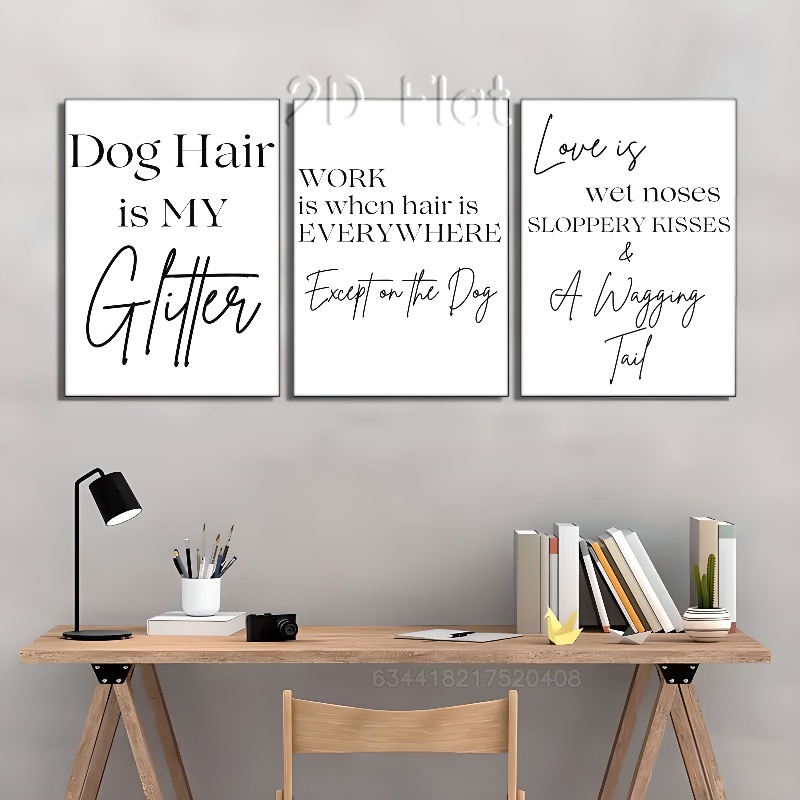 2D Flat
Dog Hair
is MY
Glitter
WORK
is when hair is
EVERYWHERE
Except on the Dog
Love is
wet noses
SLOPPERY KISSES
&
A Wagging
Tail
634418217520408